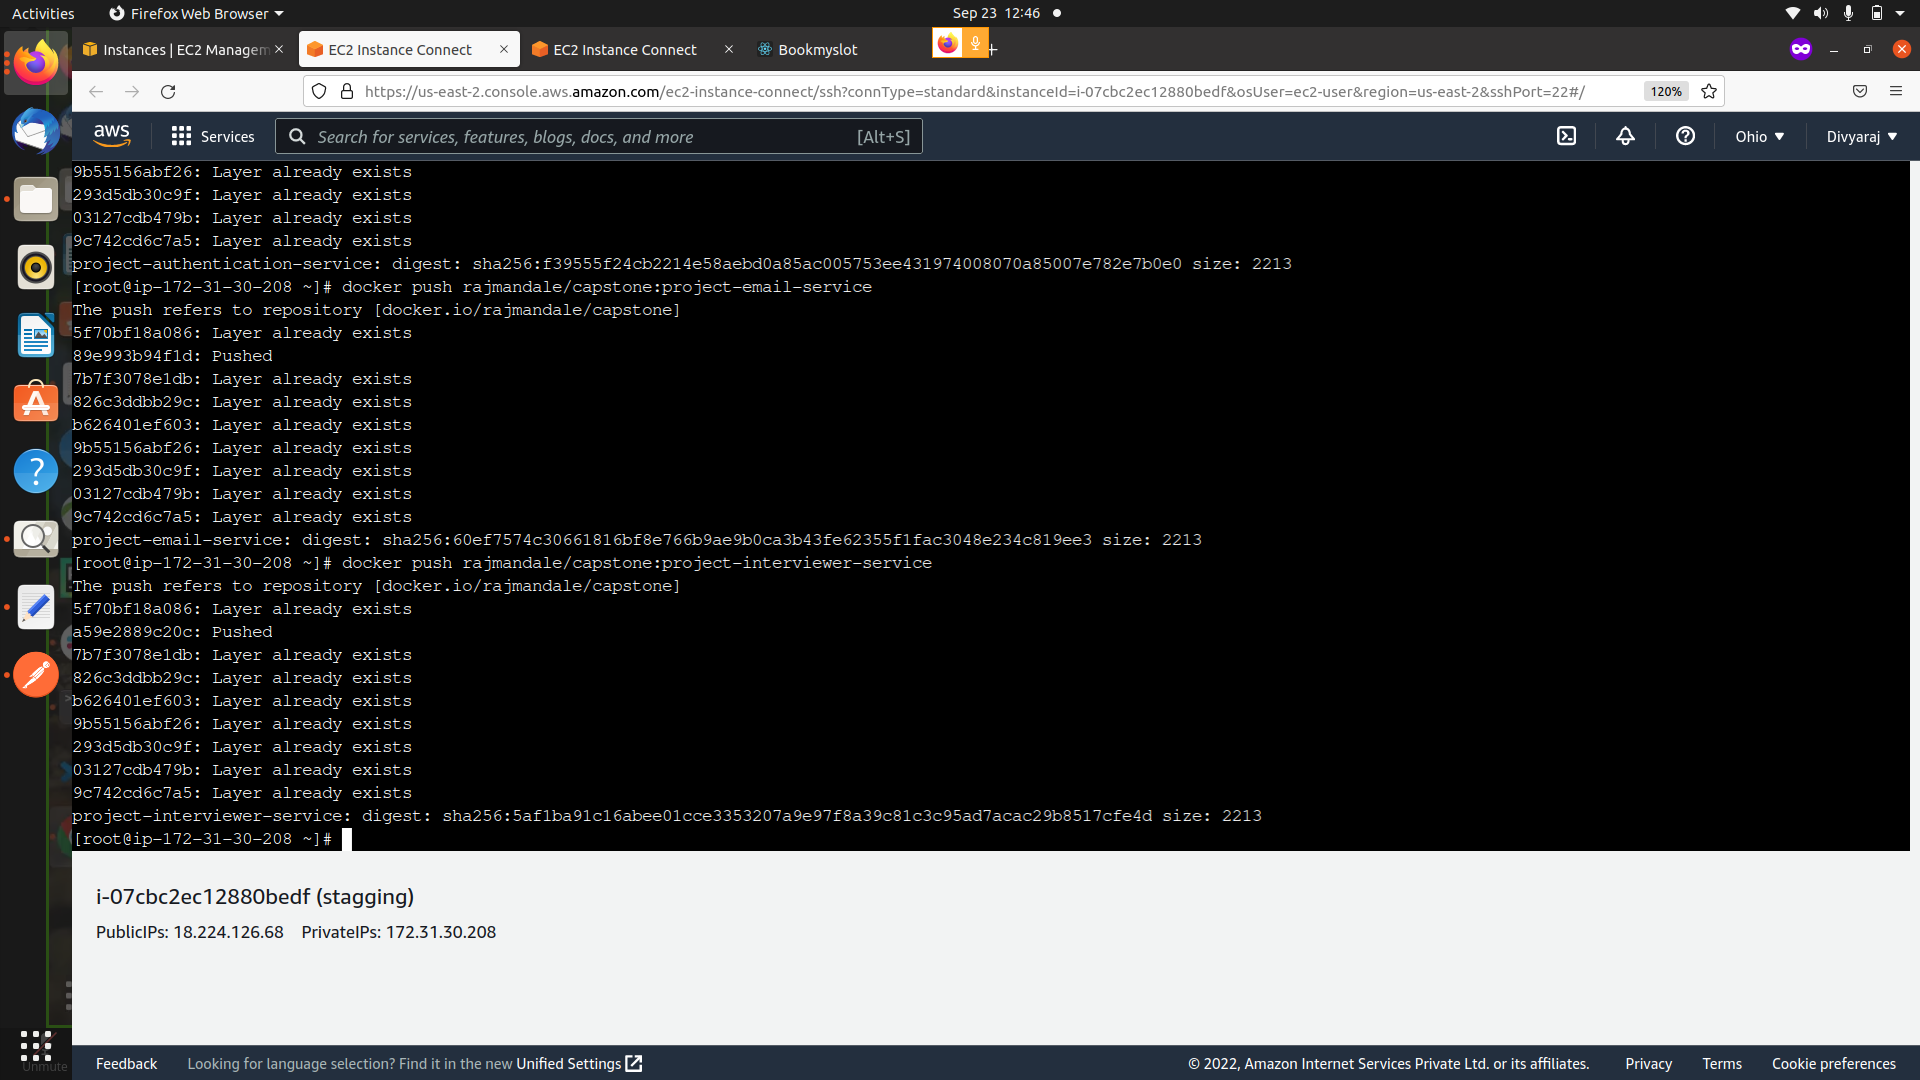 Activities
Firefox Web Browser
Sep 23 12:46
Instances | EC2 Managem
EC2 Instance Connect
EC2 Instance Connect
Bookmyslot
https://us-east-2.console.aws.amazon.com/ec2-instance-connect/ssh?connType=standard&instanceId=i-07cbc2ec12880bedf&osUser=ec2-user&region=us-east-2&sshPort=22#/
120%
aws
Services
Search for services, features, blogs, docs, and more
[Alt+S]
Ohio
Divyaraj
9b55156abf26: Layer already exists
293d5db30c9f: Layer already exists
03127cdb479b: Layer already exists
9c742cd6c7a5: Layer already exists
project-authentication-service: digest: sha256:f39555f24cb2214e58aebd0a85ac005753ee431974008070a85007e782e7b0e0 size: 2213
[root@ip-172-31-30-208 ~]# docker push rajmandale/capstone:project-email-service
The push refers to repository [docker.io/rajmandale/capstone]
5f70bf18a086: Layer already exists
89e993b94f1d: Pushed
7b7f3078e1db: Layer already exists
826c3ddbb29c: Layer already exists
b626401ef603: Layer already exists
9b55156abf26: Layer already exists
293d5db30c9f: Layer already exists
03127cdb479b: Layer already exists
9c742cd6c7a5: Layer already exists
project-email-service: digest: sha256:60ef7574c30661816bf8e766b9ae9b0ca3b43fe62355f1fac3048e234c819ee3 size: 2213
[root@ip-172-31-30-208 ~]# docker push rajmandale/capstone:project-interviewer-service
The push refers to repository [docker.io/rajmandale/capstone]
5f70bf18a086: Layer already exists
a59e2889c20c: Pushed
7b7f3078e1db: Layer already exists
826c3ddbb29c: Layer already exists
b626401ef603: Layer already exists
9b55156abf26: Layer already exists
293d5db30c9f: Layer already exists
03127cdb479b: Layer already exists
9c742cd6c7a5: Layer already exists
project-interviewer-service: digest: sha256:5af1ba91c16abee01cce3353207a9e97f8a39c81c3c95ad7acac29b8517cfe4d size: 2213
[root@ip-172-31-30-208 ~]#
i-07cbc2ec12880bedf (stagging)
PublicIPs: 18.224.126.68 PrivateIPs: 172.31.30.208
Unmute
Feedback
Looking for language selection? Find it in the new Unified Settings
© 2022, Amazon Internet Services Private Ltd. or its affiliates.
Privacy
Terms
Cookie preferences